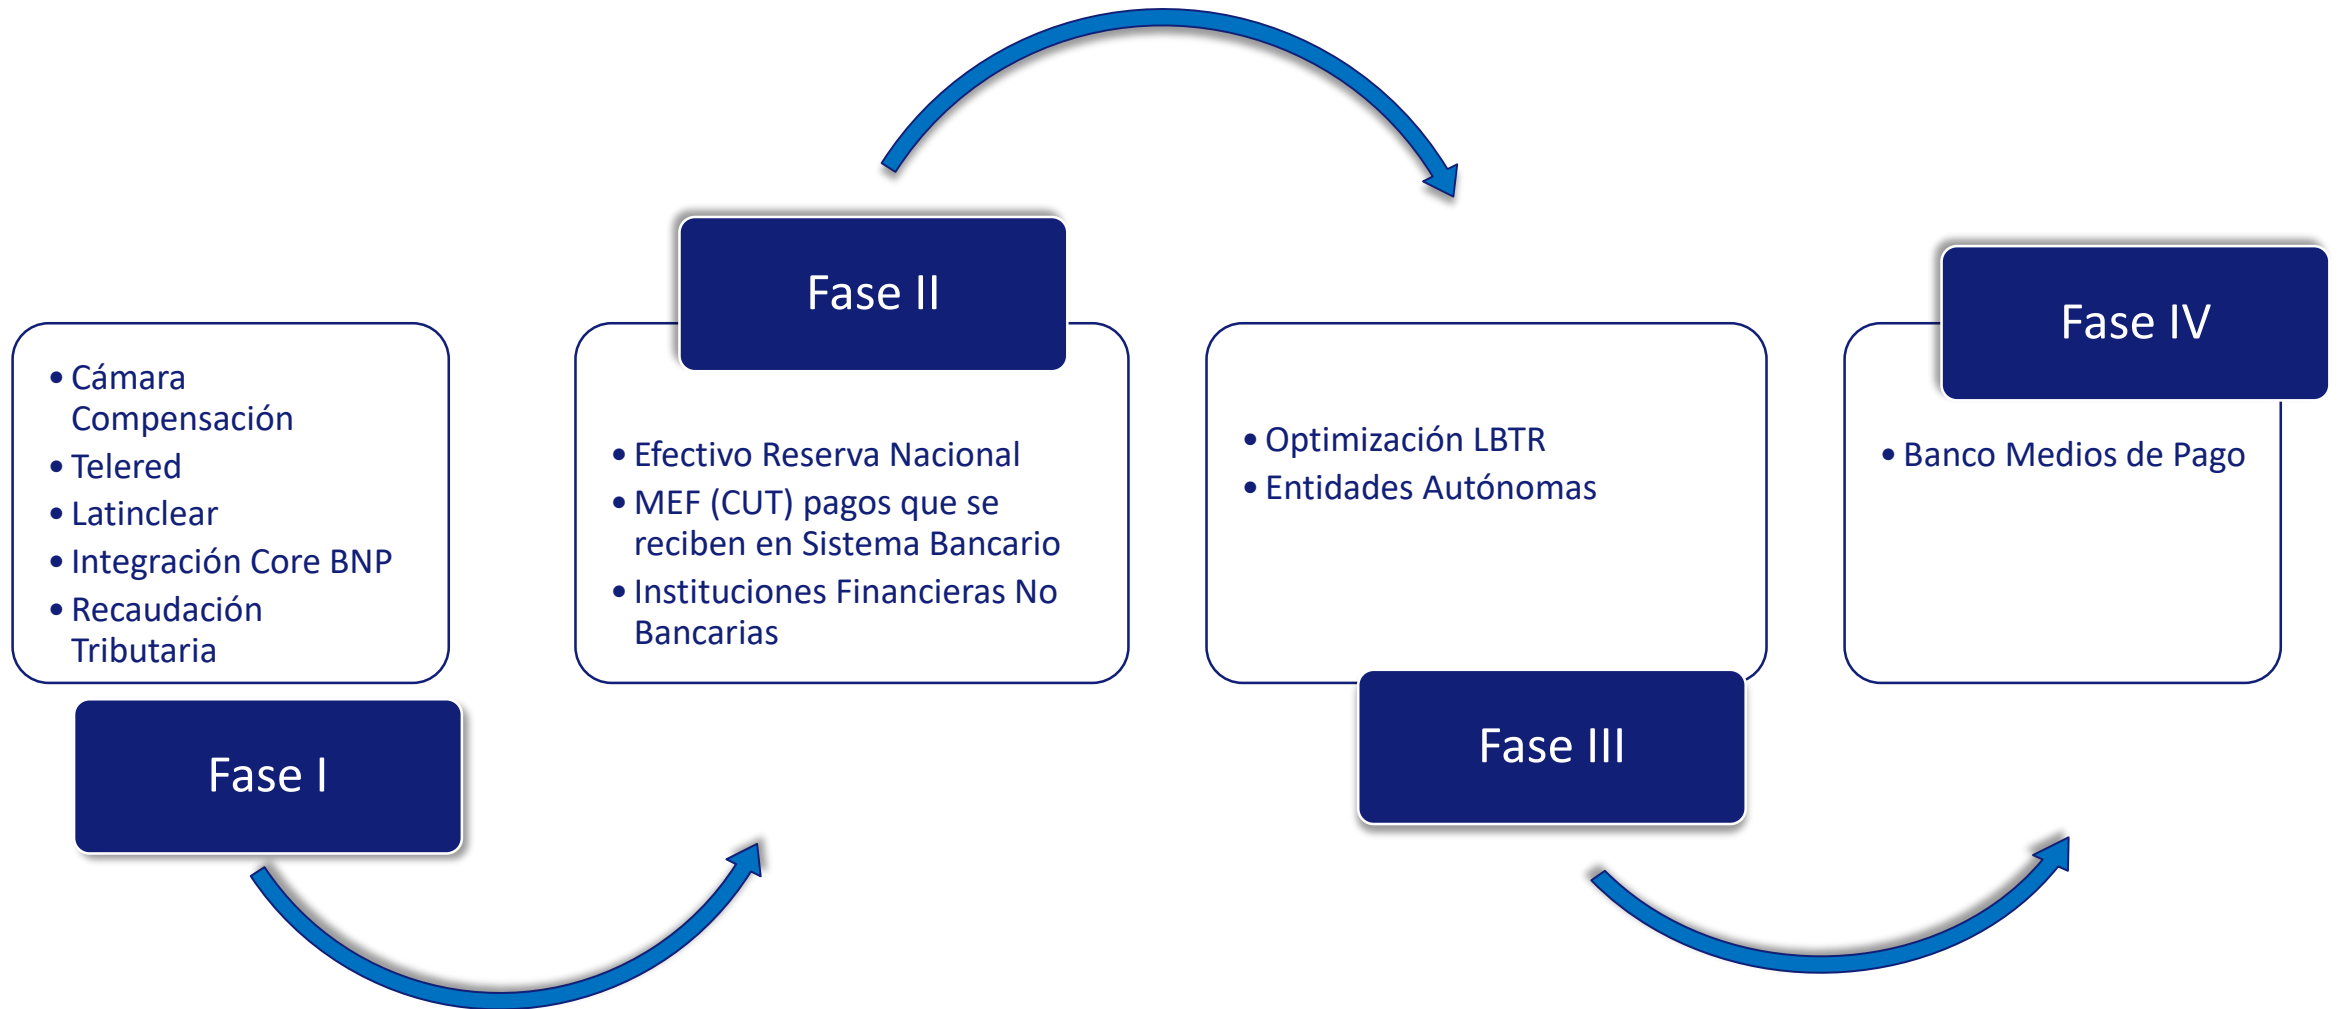 • Cámara
Compensación
• Telered
• Latinclear
• Integración Core BNP
• Recaudación
Tributaria
Fase I
Fase II
• Efectivo Reserva Nacional
• MEF (CUT) pagos que se
reciben en Sistema Bancario
• Instituciones Financieras No
Bancarias
• Optimización LBTR
• Entidades Autónomas
Fase III
Fase IV
• Banco Medios de Pago